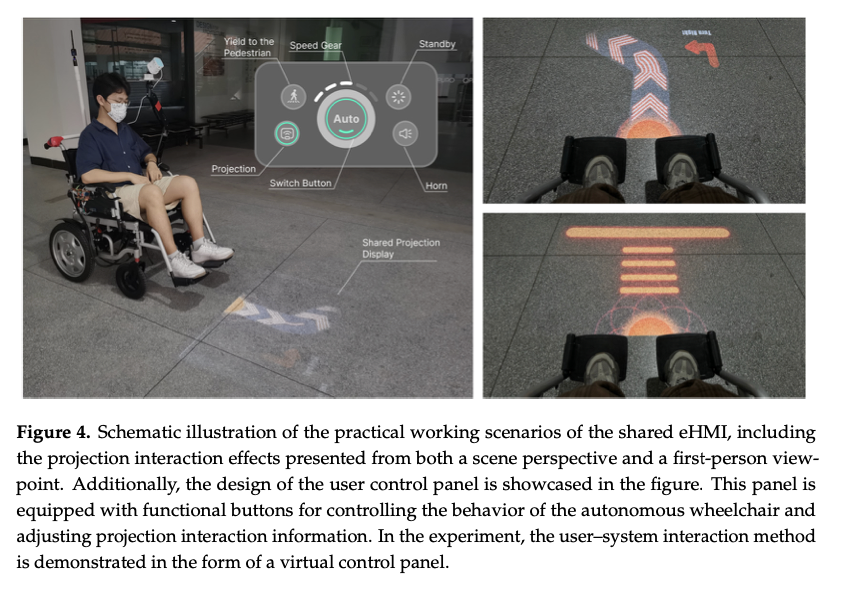 Yield to the
Pedestrian
Speed Gear
Standby
Auto
Projection
Switch Button
Horn
Shared Projection
Display
Turn Right
Figure 4. Schematic illustration of the practical working scenarios of the shared eHMI, including
the projection interaction effects presented from both a scene perspective and a first-person view-
point. Additionally, the design of the user control panel is showcased in the figure. This panel is
equipped with functional buttons for controlling the behavior of the autonomous wheelchair and
adjusting projection interaction information. In the experiment, the user–system interaction method
is demonstrated in the form of a virtual control panel.